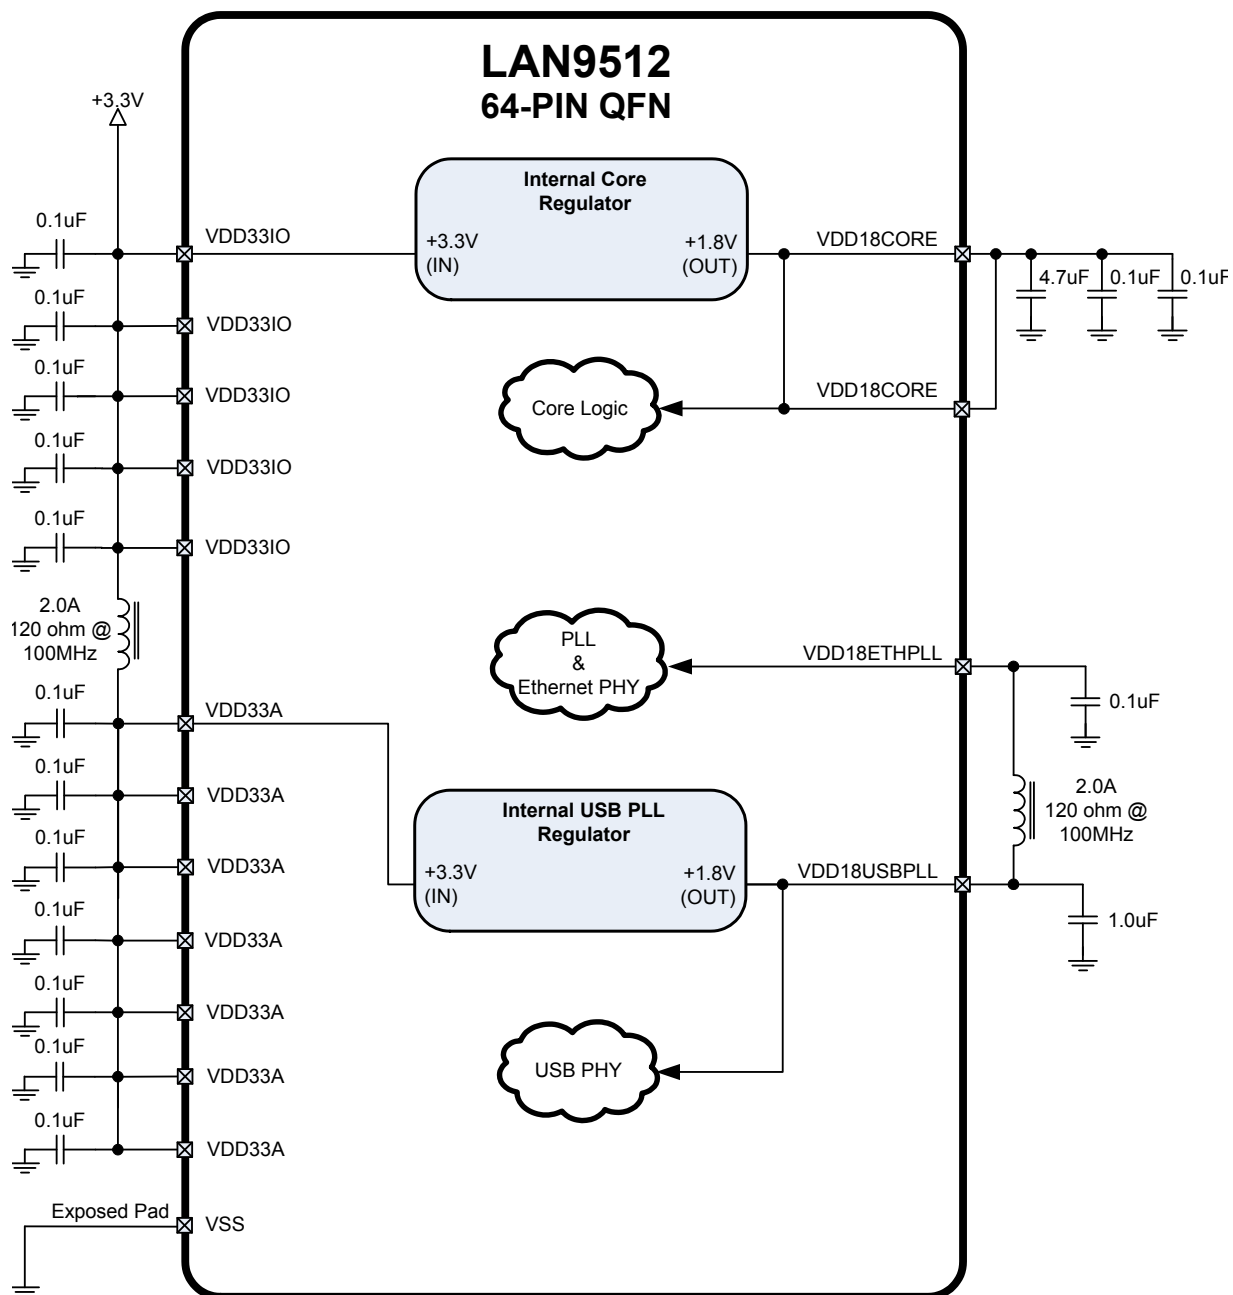 LAN9512
64-PIN QFN
+3.3V
Internal Core
Regulator
+3.3V
(IN)
+1.8V
(OUT)
0.1uF
VDD33IO
VDD18CORE
4.7uF
0.1uF
0.1uF
0.1uF
VDD33IO
0.1uF
VDD33IO
Core Logic
VDD18CORE
0.1uF
VDD33IO
0.1uF
VDD33IO
2.0A
120 ohm @
100MHz
PLL
&
Ethernet PHY
VDD18ETHPLL
0.1uF
0.1uF
VDD33A
0.1uF
VDD33A
Internal USB PLL
Regulator
+3.3V
(IN)
+1.8V
(OUT)
2.0A
120 ohm @
100MHz
0.1uF
VDD33A
VDD18USBPLL
1.0uF
0.1uF
VDD33A
0.1uF
VDD33A
0.1uF
VDD33A
USB PHY
0.1uF
VDD33A
Exposed Pad
VSS